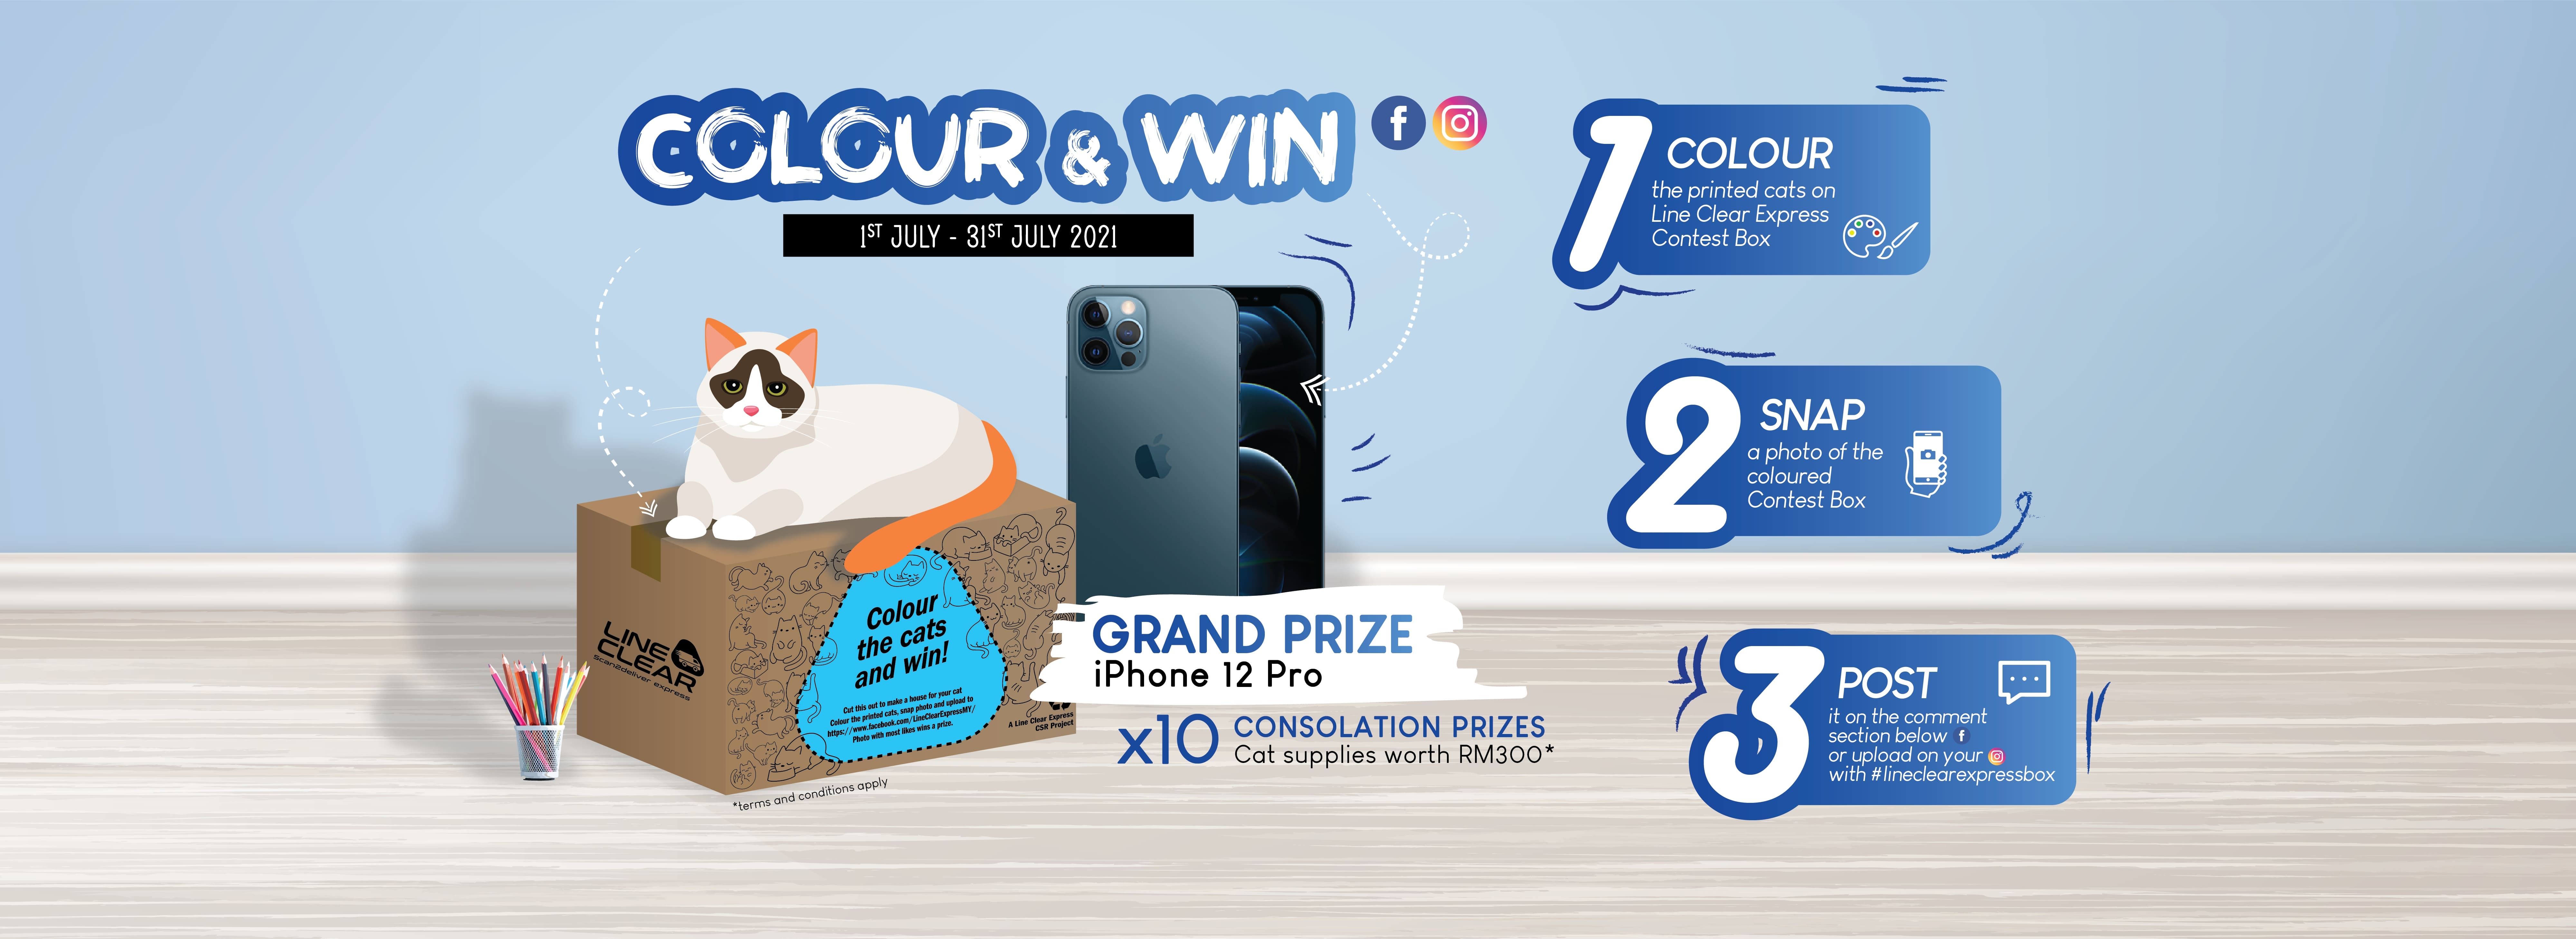 COLOUR & WIN
1ST JULY - 31ST JULY 2021
LINE
CLEAR
Scan2deliver express
Colour
the cats
and win!
Cut this out to make a house for your cat
Colour the printed cats, snap photo and upload to
https://www.facebook.com/LineClearExpressMY/
Photo with most likes wins a prize.
A Line Clear Express
CSR Project
*terms and conditions apply
GRAND PRIZE
iPhone 12 Pro
x10 CONSOLATION PRIZES
Cat supplies worth RM300*
1 COLOUR
the printed cats on
Line Clear Express
Contest Box
2 SNAP
a photo of the
coloured
Contest Box
3 POST
it on the comment
section below
or upload on your
with #lineclearexpressbox